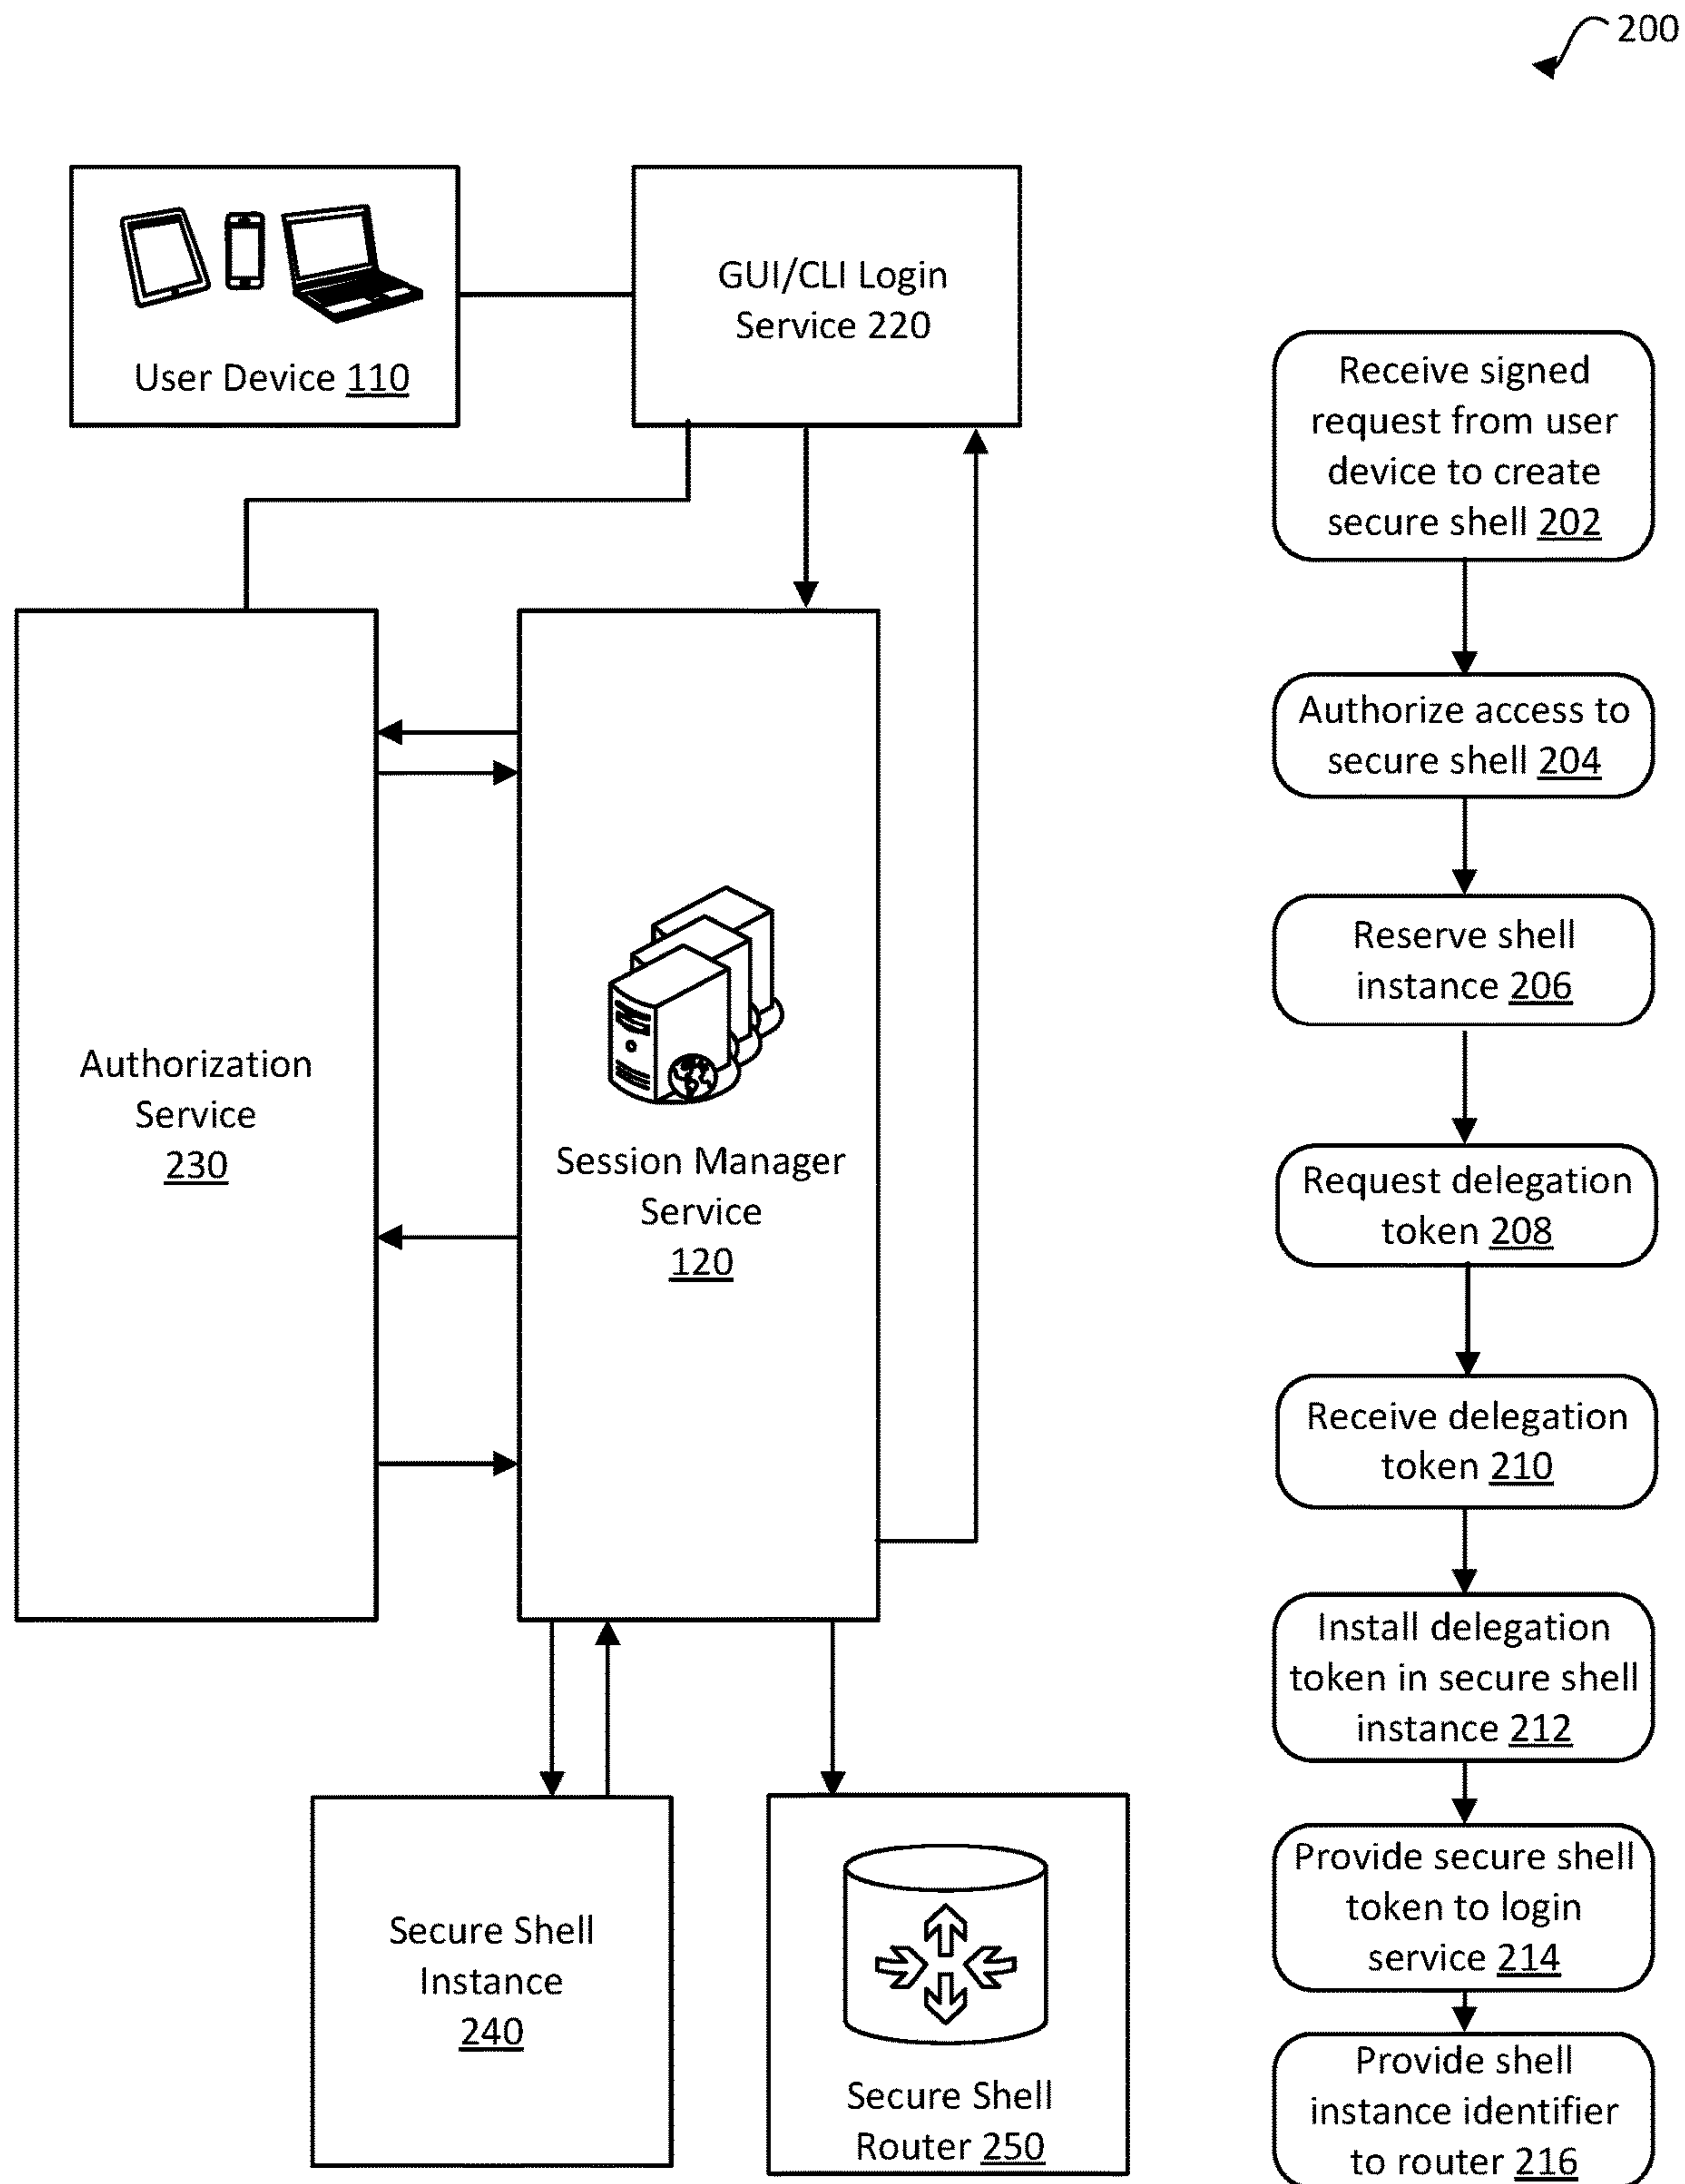 200
User Device 110
GUI/CLI Login
Service 220
Authorization
Service
230
Session Manager
Service
120
Secure Shell
Instance
240
Secure Shell
Router 250
Receive signed
request from user
device to create
secure shell 202
Authorize access to
secure shell 204
Reserve shell
instance 206
Request delegation
token 208
Receive delegation
token 210
Install delegation
token in secure shell
instance 212
Provide secure shell
token to login
service 214
Provide shell
instance identifier
to router 216